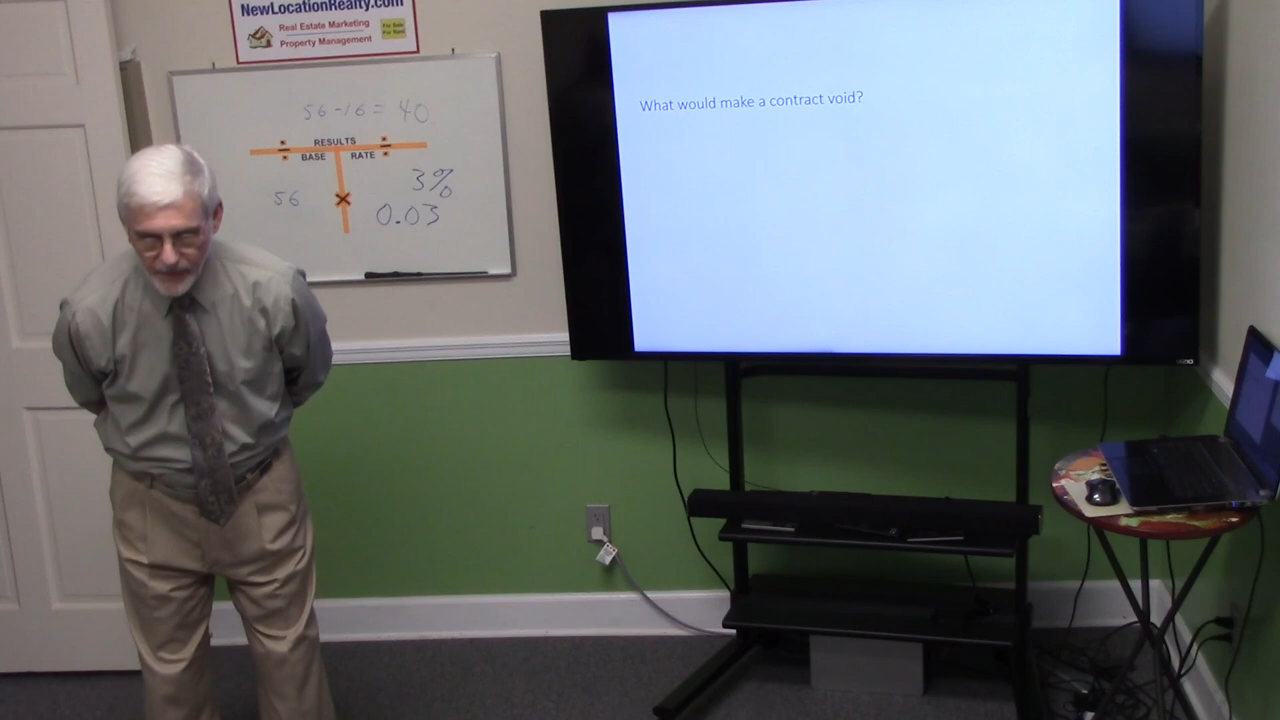 NewLocationRealty.com
Real Estate Marketing
Property Management
For Sale
For Rent
56-16= 40
RESULTS
BASE RATE
3%
56
0.03
What would make a contract void?
VIZIO